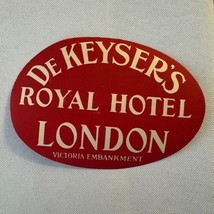 DE KEYSER'S
ROYAL HOTEL
LONDON
VICTORIA EMBANKMENT